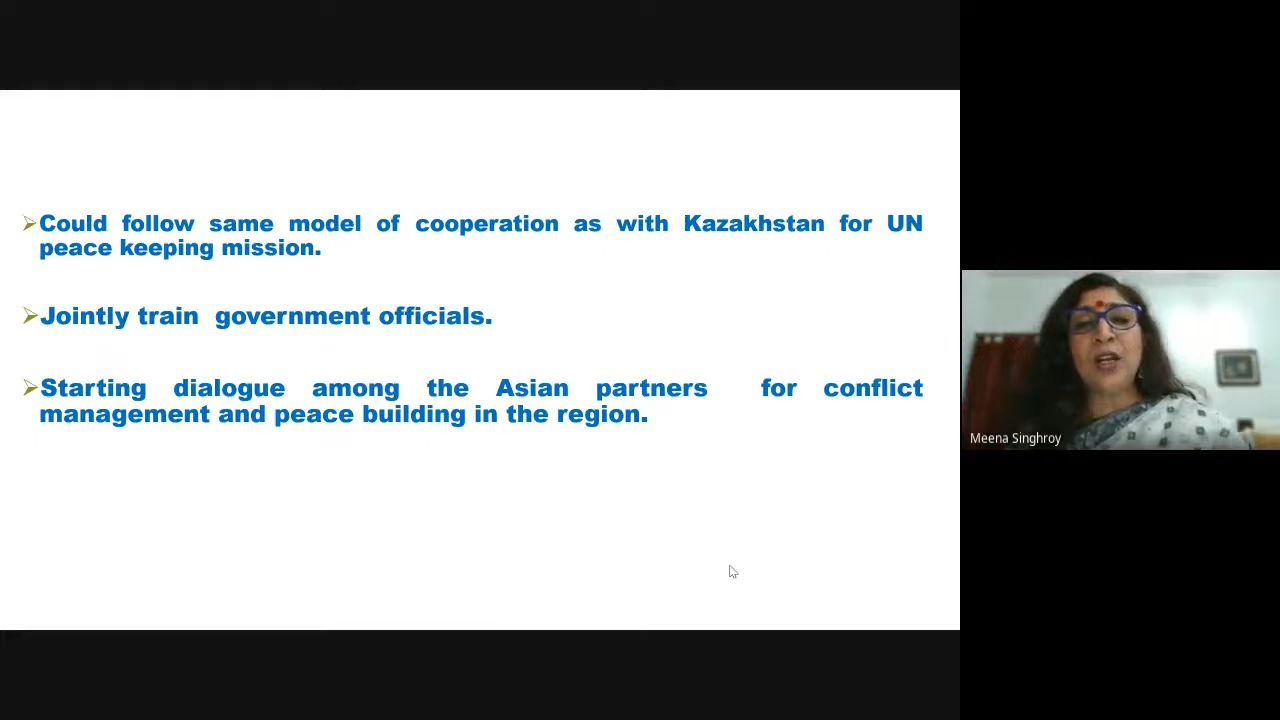 Could follow same model of cooperation as with Kazakhstan for UN
peace keeping mission.
Jointly train government officials.
Starting dialogue among the Asian partners for conflict
management and peace building in the region.
Meena Singhroy